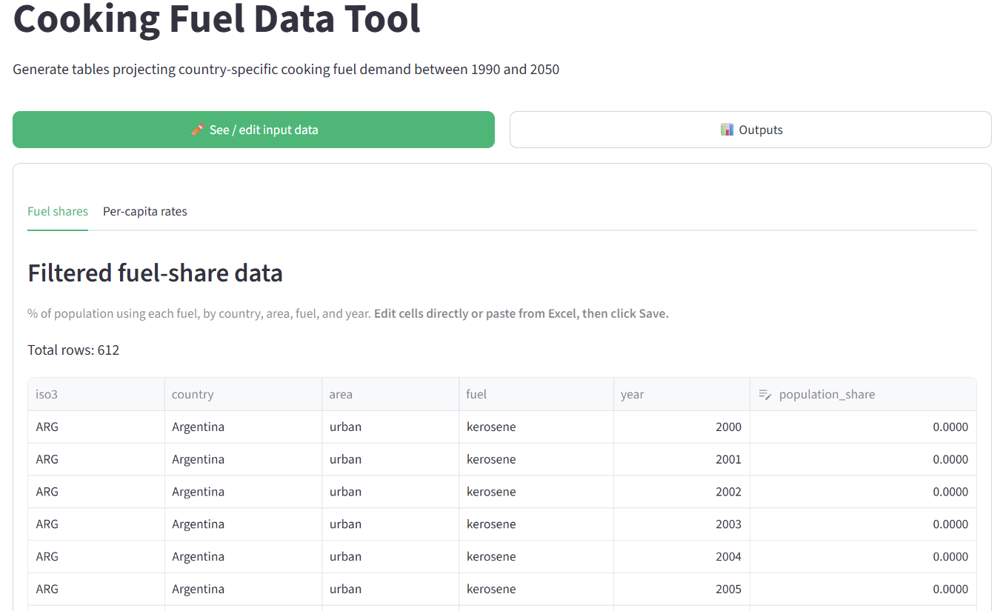 Cooking Fuel Data Tool
Generate tables projecting country-specific cooking fuel demand between 1990 and 2050
See / edit input data
Outputs
Fuel shares Per-capita rates
Filtered fuel-share data
% of population using each fuel, by country, area, fuel, and year. Edit cells directly or paste from Excel, then click Save.
Total rows: 612
iso3 country area fuel year population_share
ARG Argentina urban kerosene 2000 0.0000
ARG Argentina urban kerosene 2001 0.0000
ARG Argentina urban kerosene 2002 0.0000
ARG Argentina urban kerosene 2003 0.0000
ARG Argentina urban kerosene 2004 0.0000
ARG Argentina urban kerosene 2005 0.0000